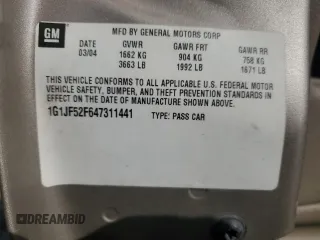 GM
MFD BY GENERAL MOTORS CORP
DATE GVWR GAWR FRT GAWR RR
03/04 1662 KG 904 KG 758 KG
3663 LB 1992 LB 1671 LB
THIS VEHICLE CONFORMS TO ALL APPLICABLE U.S. FEDERAL MOTOR
VEHICLE SAFETY, BUMPER, AND THEFT PREVENTION STANDARDS IN
EFFECT ON THE DATE OF MANUFACTURE SHOWN ABOVE.
1G1JF52F647311441 TYPE: PASS CAR
DREAMBID